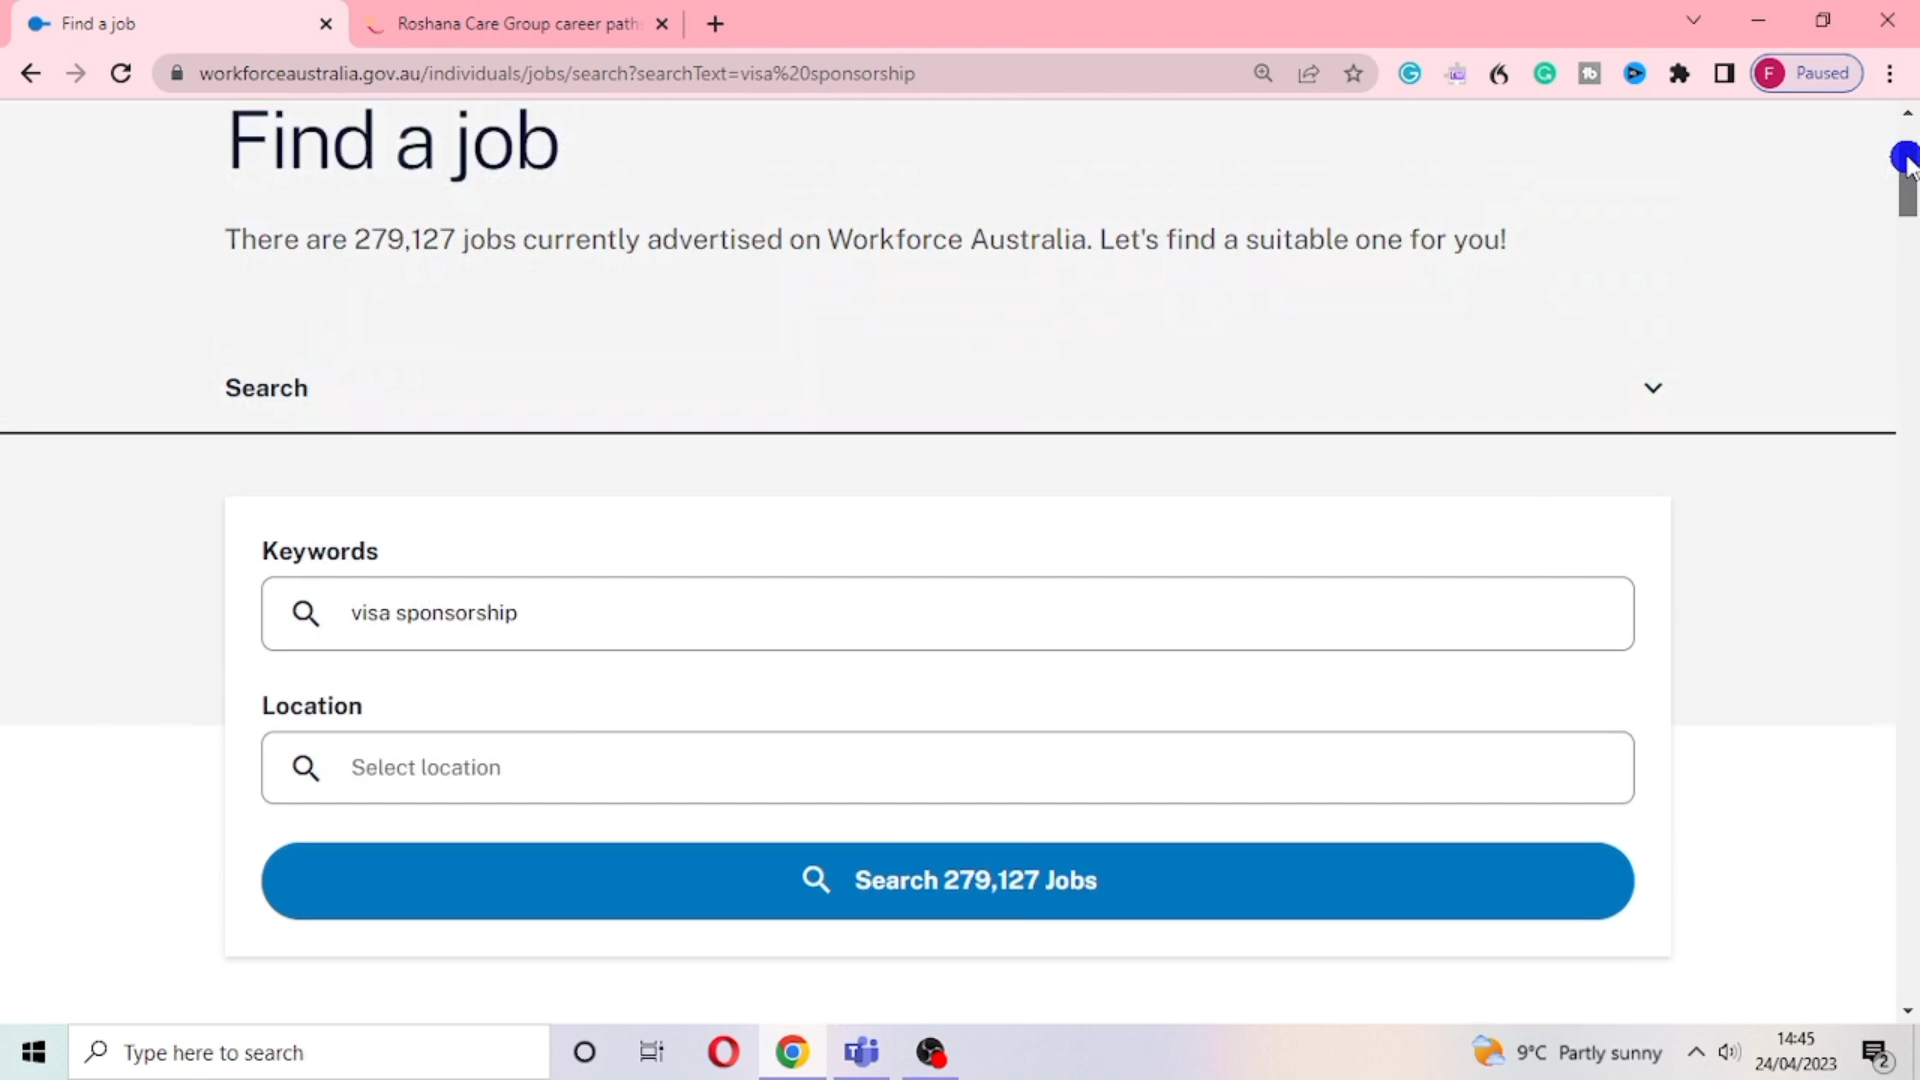 Find a job
Roshana Care Group career path
workforceaustralia.gov.au/individuals/jobs/search?searchText=visa%20sponsorship
F Paused
Find a job
There are 279,127 jobs currently advertised on Workforce Australia. Let's find a suitable one for you!
Search
Keywords
visa sponsorship
Location
Select location
Search 279,127 Jobs
Type here to search
9°C Partly sunny
14:45
24/04/2023
2